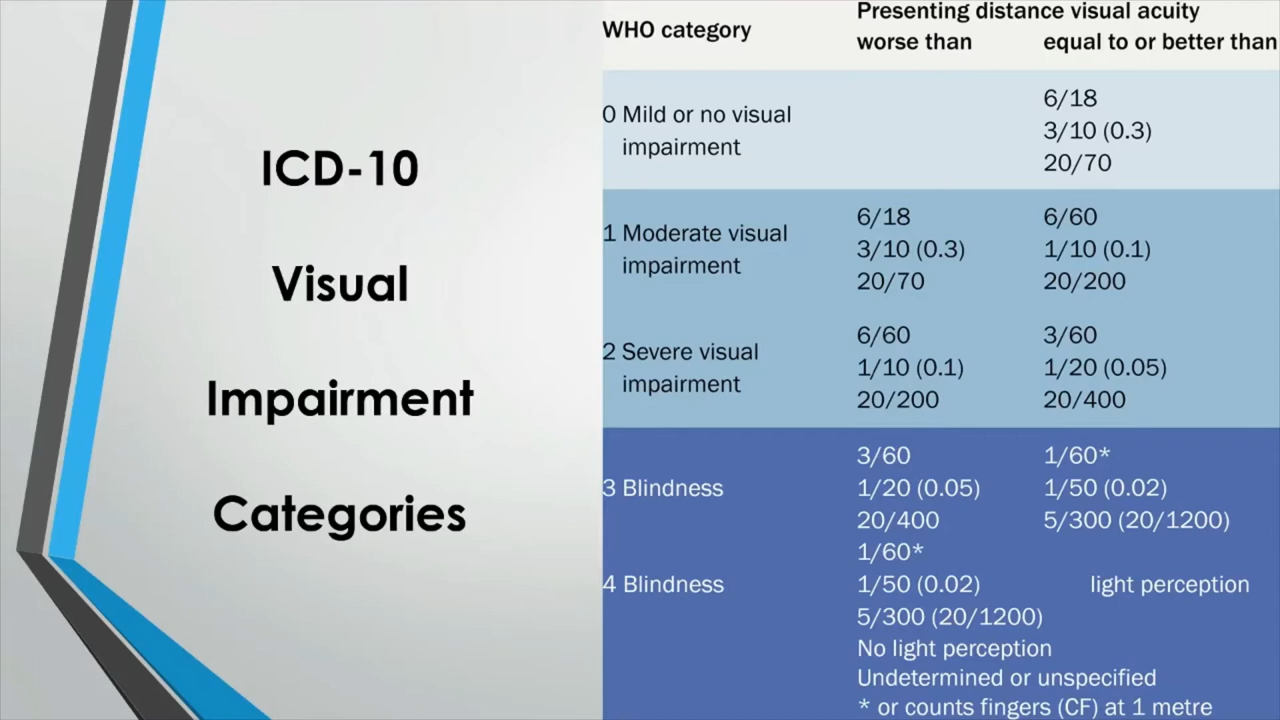 ICD-10
Visual
Impairment
Categories
WHO category
Presenting distance visual acuity
worse than equal to or better than
0 Mild or no visual
impairment
6/18
3/10 (0.3)
20/70
1 Moderate visual
impairment
6/18 6/60
3/10 (0.3) 1/10 (0.1)
20/70 20/200
2 Severe visual
impairment
6/60 3/60
1/10 (0.1) 1/20 (0.05)
20/200 20/400
3 Blindness
3/60 1/60*
1/20 (0.05) 1/50 (0.02)
20/400 5/300 (20/1200)
4 Blindness
1/60*
1/50 (0.02) light perception
5/300 (20/1200)
No light perception
Undetermined or unspecified
* or counts fingers (CF) at 1 metre